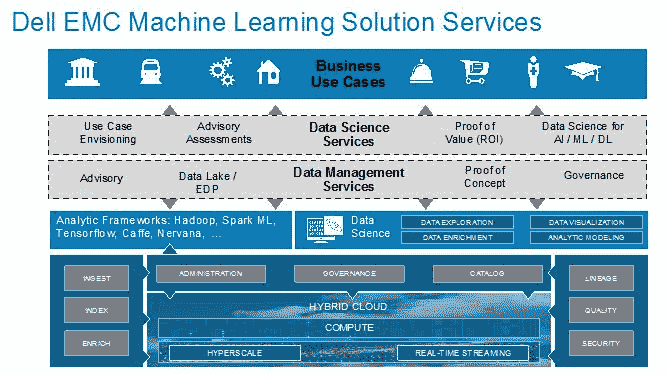 Dell EMC Machine Learning Solution Services
Business
Use Cases
Use Case
Envisioning
Advisory
Assessments
Data Science
Services
Proof of
Value (ROI)
Data Science for
AI / ML / DL
Advisory
Data Lake /
EDP
Data Management
Services
Proof of
Concept
Governance
Analytic Frameworks: Hadoop, Spark ML,
Tensorflow, Caffe, Nervana, ...
Data
Science
DATA EXPLORATION
DATA VISUALIZATION
DATA ENRICHMENT
ANALYTIC MODELING
INGEST
ADMINISTRATION
GOVERNANCE
CATALOG
LINEAGE
INDEX
HYBRID CLOUD
QUALITY
COMPUTE
ENRICH
HYPERSCALE
REAL-TIME STREAMING
SECURITY